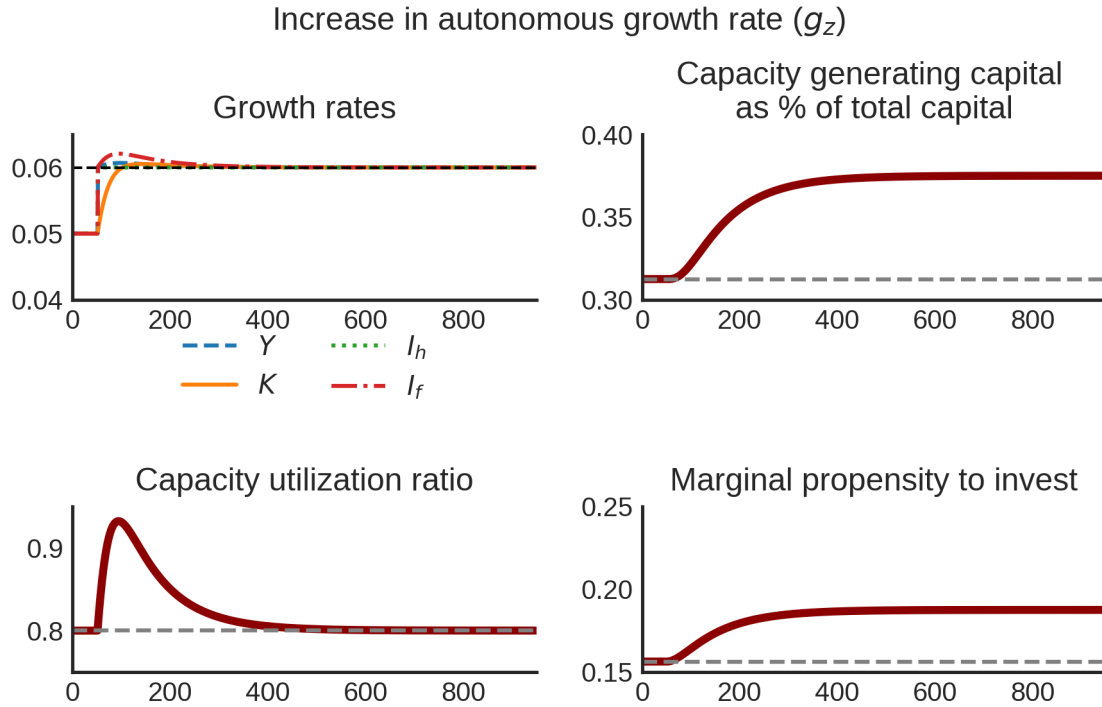 Increase in autonomous growth rate (g_z)
Growth rates
0.06
0.05
0.04
0 200 400 600 800
Y I_h
K I_f
Capacity generating capital
as % of total capital
0.40
0.35
0.30
0 200 400 600 800
Capacity utilization ratio
0.9
0.8
0 200 400 600 800
Marginal propensity to invest
0.25
0.20
0.15
0 200 400 600 800